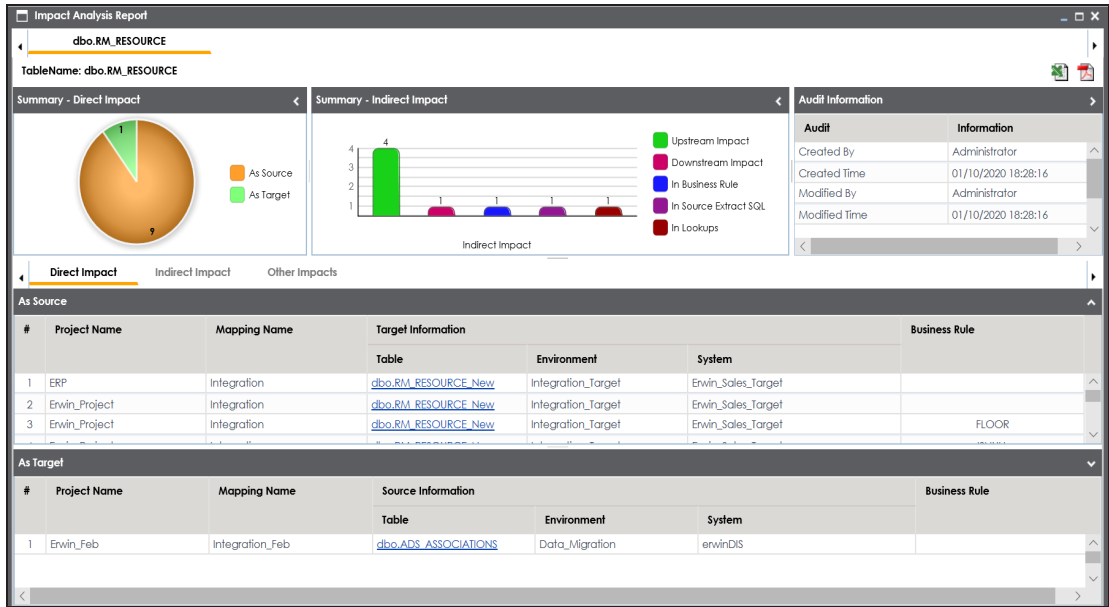 Impact Analysis Report
dbo.RM_RESOURCE
TableName: dbo.RM_RESOURCE
Summary - Direct Impact
1
9
As Source
As Target
Summary - Indirect Impact
4
3
2
1
4
1
1
1
1
Indirect Impact
Upstream Impact
Downstream Impact
In Business Rule
In Source Extract SQL
In Lookups
Audit Information
Audit Information
Created By Administrator
Created Time 01/10/2020 18:28:16
Modified By Administrator
Modified Time 01/10/2020 18:28:16
Direct Impact Indirect Impact Other Impacts
As Source
# Project Name Mapping Name Target Information Business Rule
Table Environment System
1 ERP Integration dbo.RM_RESOURCE_New Integration_Target Erwin_Sales_Target
2 Erwin_Project Integration dbo.RM_RESOURCE_New Integration_Target Erwin_Sales_Target
3 Erwin_Project Integration dbo.RM_RESOURCE_New Integration_Target Erwin_Sales_Target FLOOR
As Target
# Project Name Mapping Name Source Information Business Rule
Table Environment System
1 Erwin_Feb Integration_Feb dbo.ADS_ASSOCIATIONS Data_Migration erwinDIS